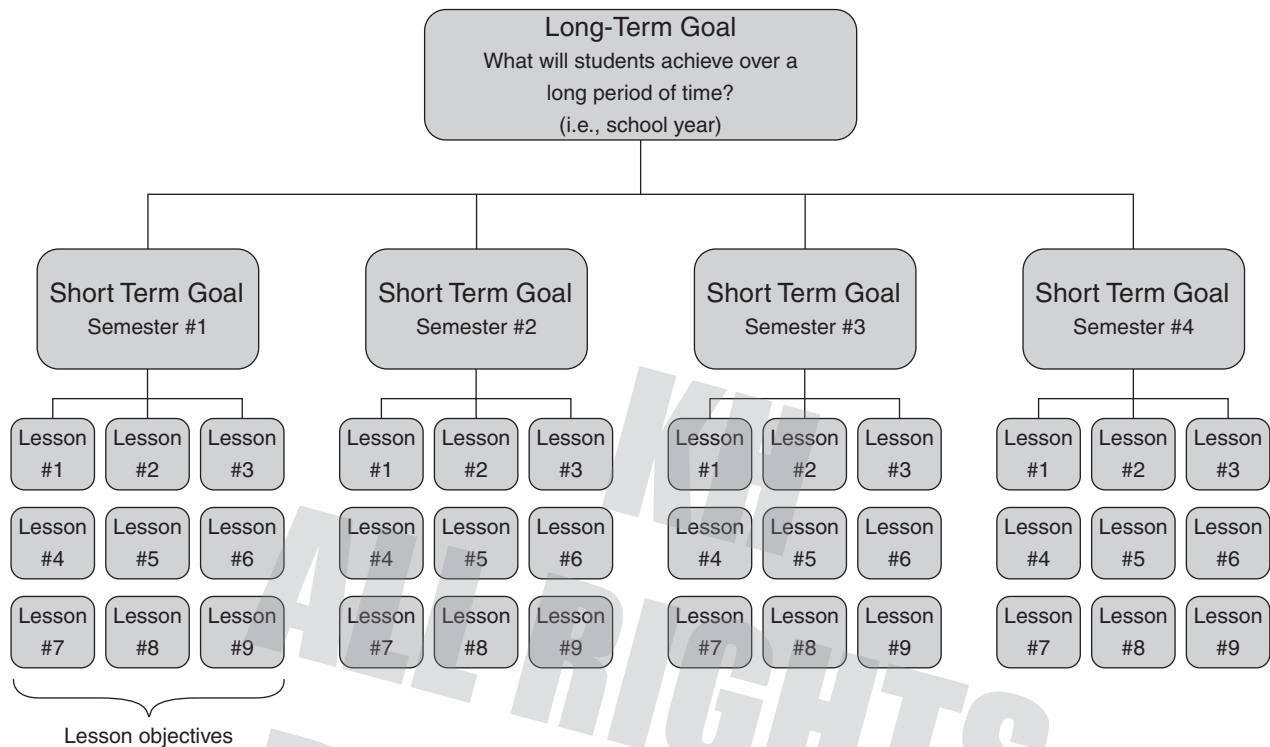 Long-Term Goal
What will students achieve over a
long period of time?
(i.e., school year)
Short Term Goal
Semester #1
Short Term Goal
Semester #2
Short Term Goal
Semester #3
Short Term Goal
Semester #4
Lesson
#1
Lesson
#2
Lesson
#3
Lesson
#4
Lesson
#5
Lesson
#6
Lesson
#7
Lesson
#8
Lesson
#9
Lesson
#1
Lesson
#2
Lesson
#3
Lesson
#4
Lesson
#5
Lesson
#6
Lesson
#7
Lesson
#8
Lesson
#9
Lesson
#1
Lesson
#2
Lesson
#3
Lesson
#4
Lesson
#5
Lesson
#6
Lesson
#7
Lesson
#8
Lesson
#9
Lesson
#1
Lesson
#2
Lesson
#3
Lesson
#4
Lesson
#5
Lesson
#6
Lesson
#7
Lesson
#8
Lesson
#9
Lesson objectives
KH
ALL RIGHTS